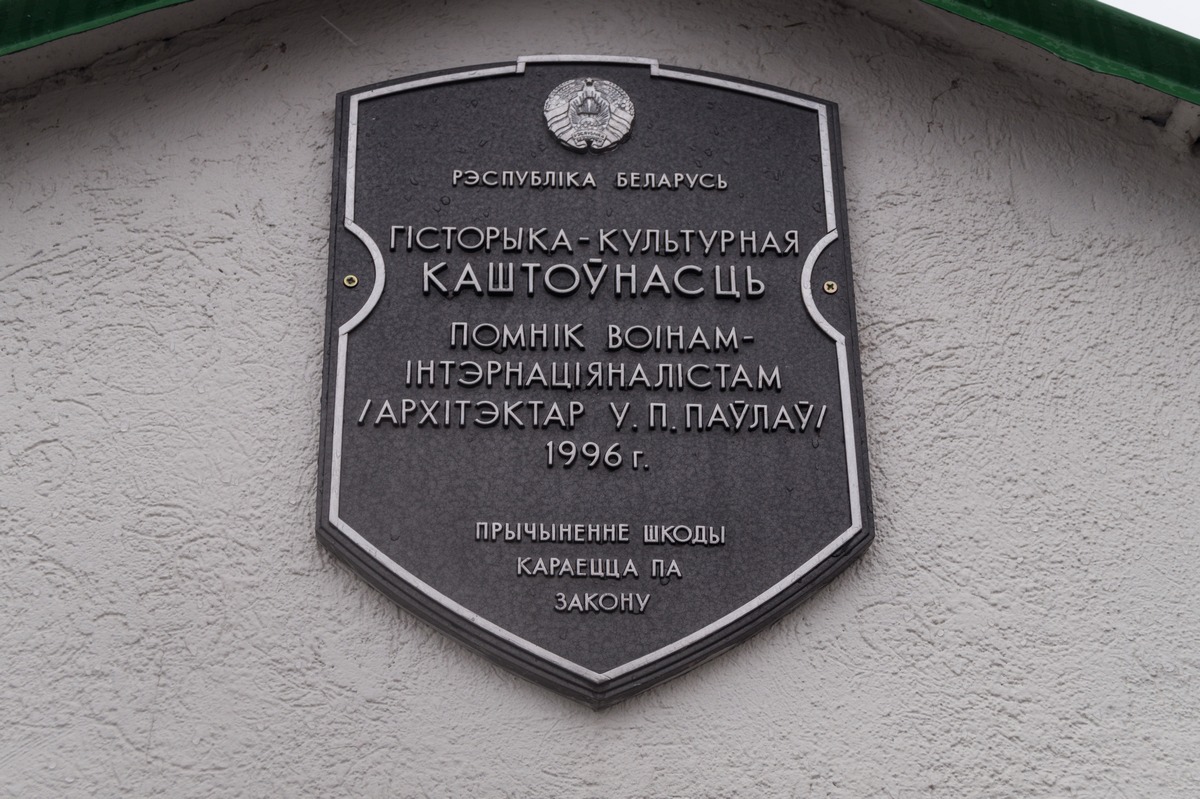 РЭСПУБЛІКА БЕЛАРУСЬ
ГІСТОРЫКА-КУЛЬТУРНАЯ
КАШТОЎНАСЦЬ
ПОМНІК ВОІНАМ-
ІНТЭРНАЦІЯНАЛІСТАМ
/АРХІТЭКТАР У. П. ПАЎЛАЎ/
1996 г.
ПРЫЧЫНЕННЕ ШКОДЫ
КАРАЕЦЦА ПА
ЗАКОНУ